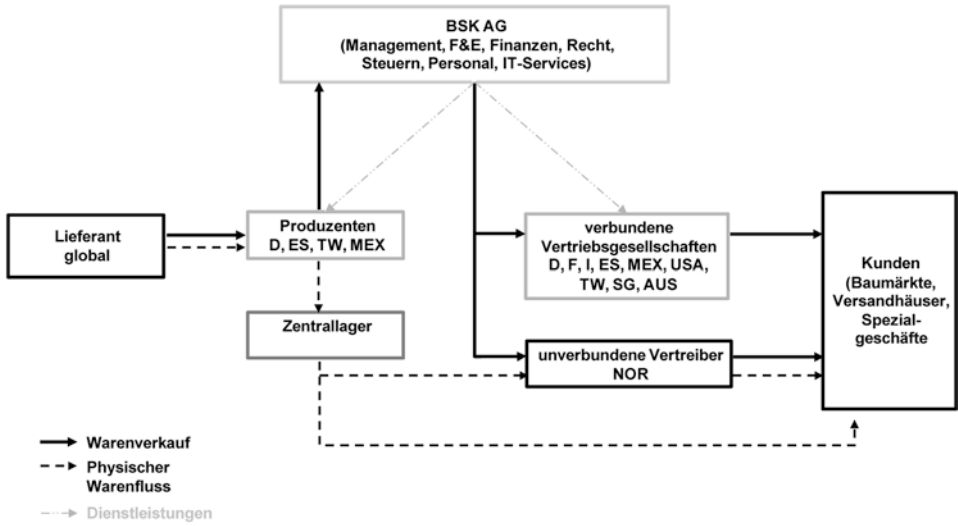 BSK AG
(Management, F&E, Finanzen, Recht,
Steuern, Personal, IT-Services)
Lieferant
global
Produzenten
D, ES, TW, MEX
verbundene
Vertriebsgesellschaften
D, F, I, ES, MEX, USA,
TW, SG, AUS
Kunden
(Baumärkte,
Versandhäuser,
Spezial-
geschäfte
Zentrallager
unverbundene Vertreiber
NOR
Warenverkauf
Physischer
Warenfluss
Dienstleistungen